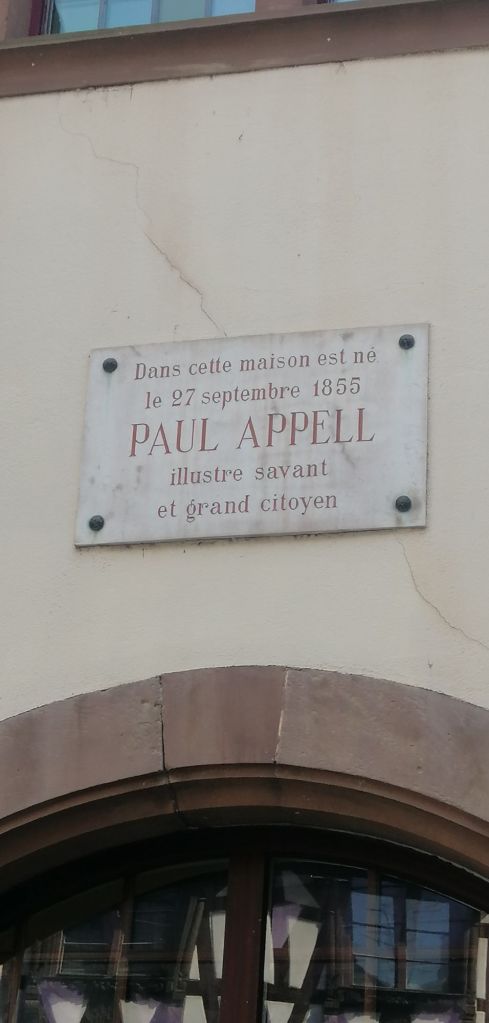 Dans cette maison est né
le 27 septembre 1855
PAUL APPELL
illustre savant
et grand citoyen